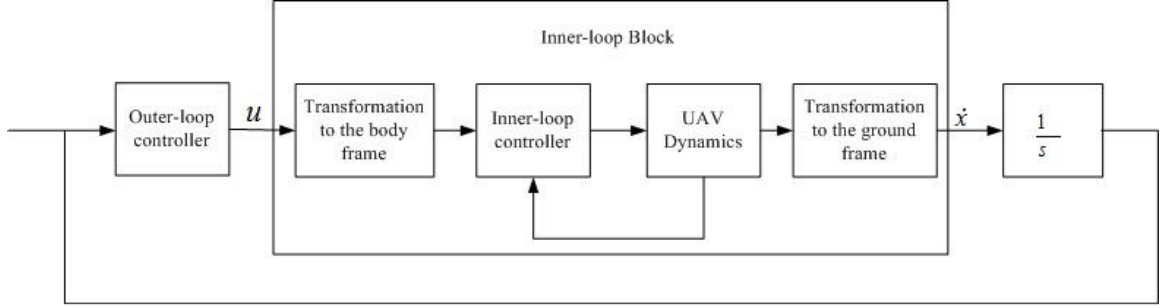 Inner-loop Block
Outer-loop
controller
u
Transformation
to the body
frame
Inner-loop
controller
UAV
Dynamics
Transformation
to the ground
frame
ẋ
1
s